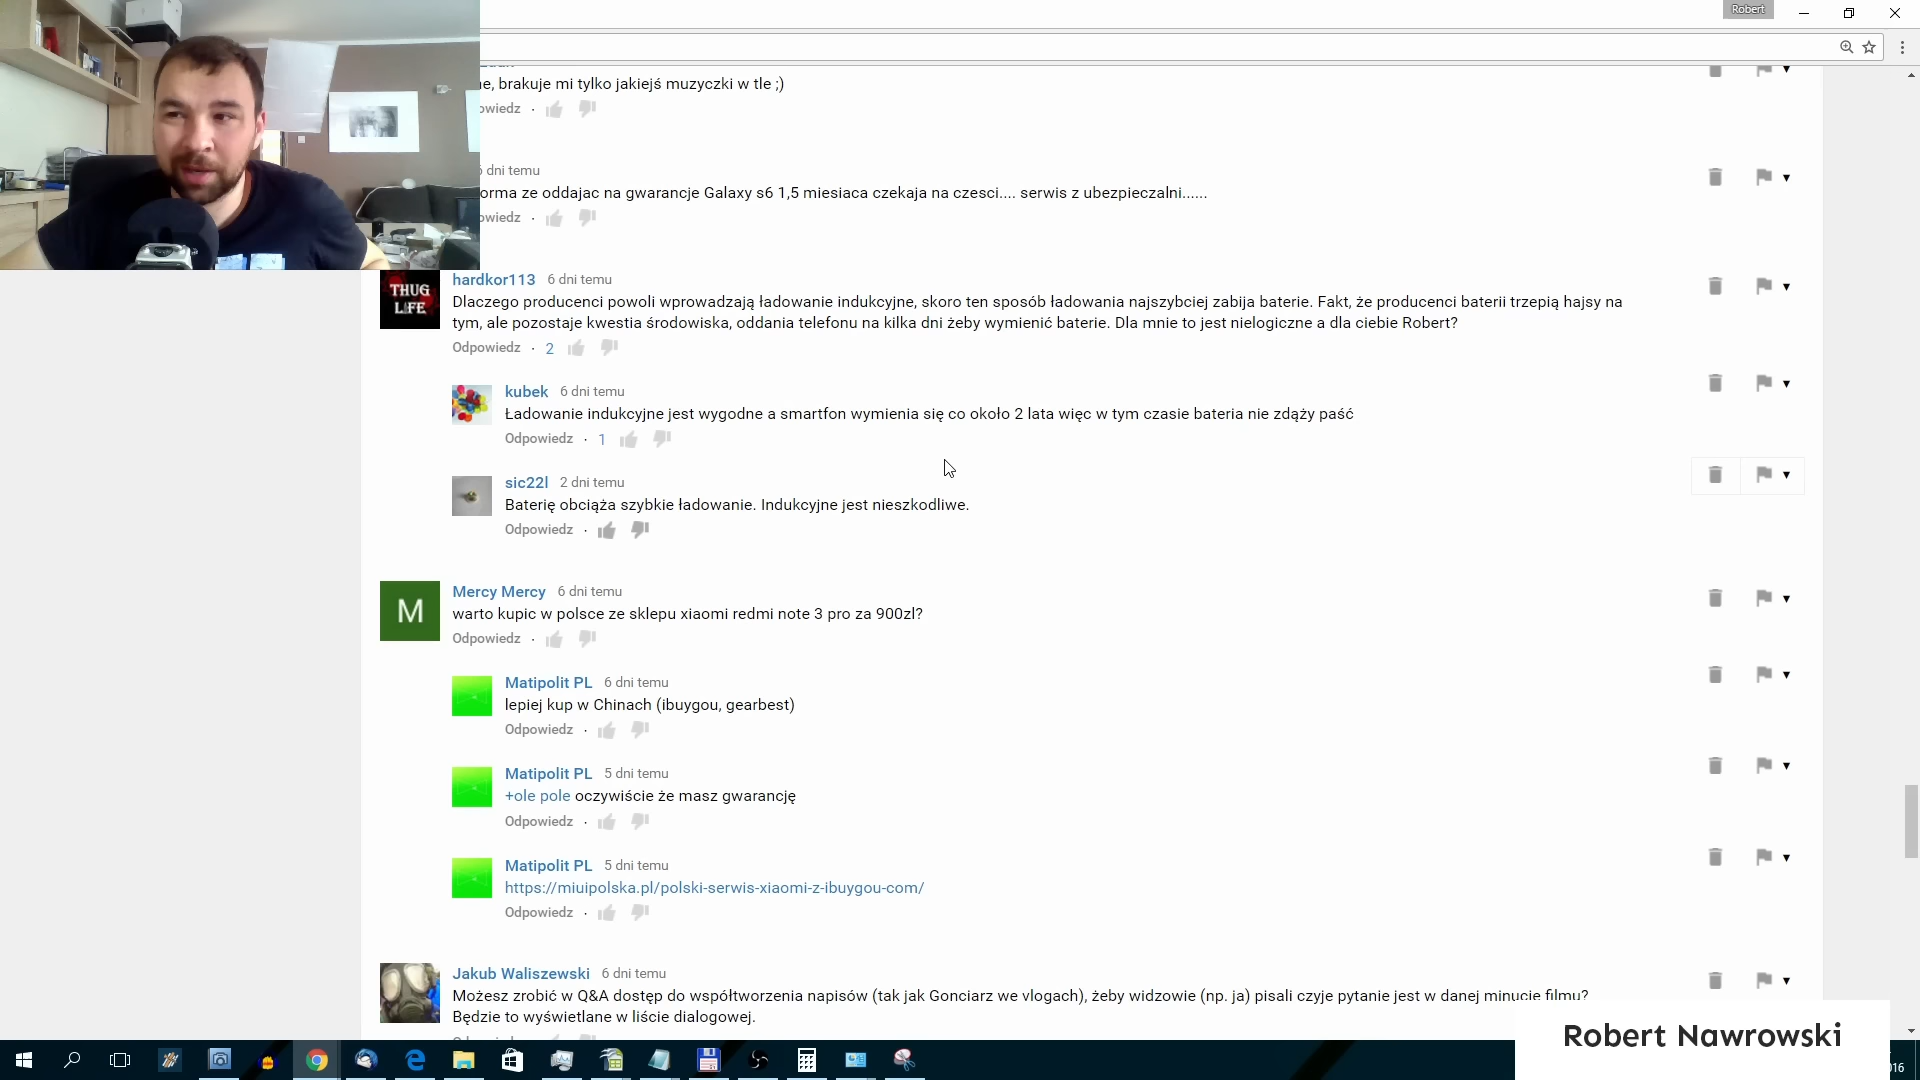 Robert
ne, brakuje mi tylko jakiejś muzyczki w tle ;)
owiedz ·
dni temu
orma ze oddajac na gwarancje Galaxy s6 1,5 miesiaca czekaja na czesci.... serwis z ubezpieczalni......
owiedz ·
THUG
LIFE
hardkor113 6 dni temu
Dlaczego producenci powoli wprowadzają ładowanie indukcyjne, skoro ten sposób ładowania najszybciej zabija baterie. Fakt, że producenci baterii trzepią hajsy na
tym, ale pozostaje kwestia środowiska, oddania telefonu na kilka dni żeby wymienić baterie. Dla mnie to jest nielogiczne a dla ciebie Robert?
Odpowiedz · 2
kubek 6 dni temu
Ładowanie indukcyjne jest wygodne a smartfon wymienia się co około 2 lata więc w tym czasie bateria nie zdąży paść
Odpowiedz · 1
sic22l 2 dni temu
Baterię obciąża szybkie ładowanie. Indukcyjne jest nieszkodliwe.
Odpowiedz ·
M
Mercy Mercy 6 dni temu
warto kupic w polsce ze sklepu xiaomi redmi note 3 pro za 900zl?
Odpowiedz ·
Matipolit PL 6 dni temu
lepiej kup w Chinach (ibuygou, gearbest)
Odpowiedz ·
Matipolit PL 5 dni temu
+ole pole oczywiście że masz gwarancję
Odpowiedz ·
Matipolit PL 5 dni temu
https://miuipolska.pl/polski-serwis-xiaomi-z-ibuygou-com/
Odpowiedz ·
Jakub Waliszewski 6 dni temu
Możesz zrobić w Q&A dostęp do współtworzenia napisów (tak jak Gonciarz we vlogach), żeby widzowie (np. ja) pisali czyje pytanie jest w danej minucie filmu?
Będzie to wyświetlane w liście dialogowej.
Robert Nawrowski
016